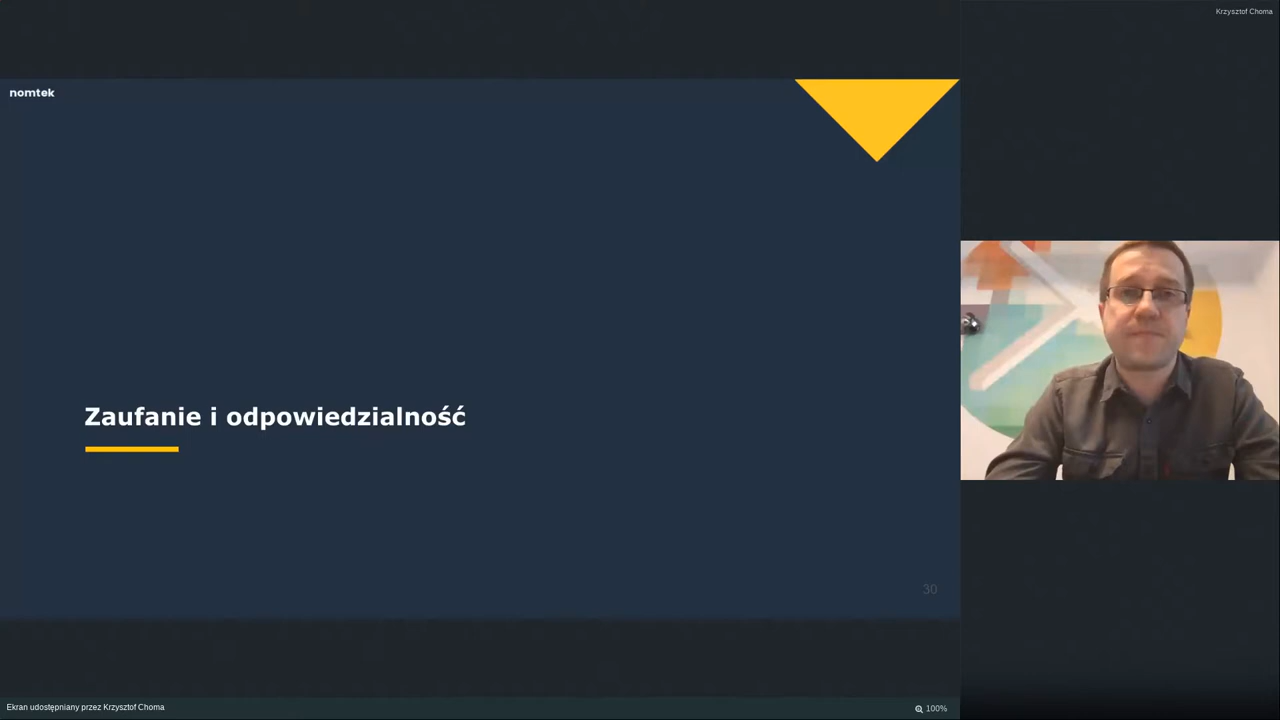 Krzysztof Choma
nomtek
Zaufanie i odpowiedzialność
30
Ekran udostępniany przez Krzysztof Choma
100%